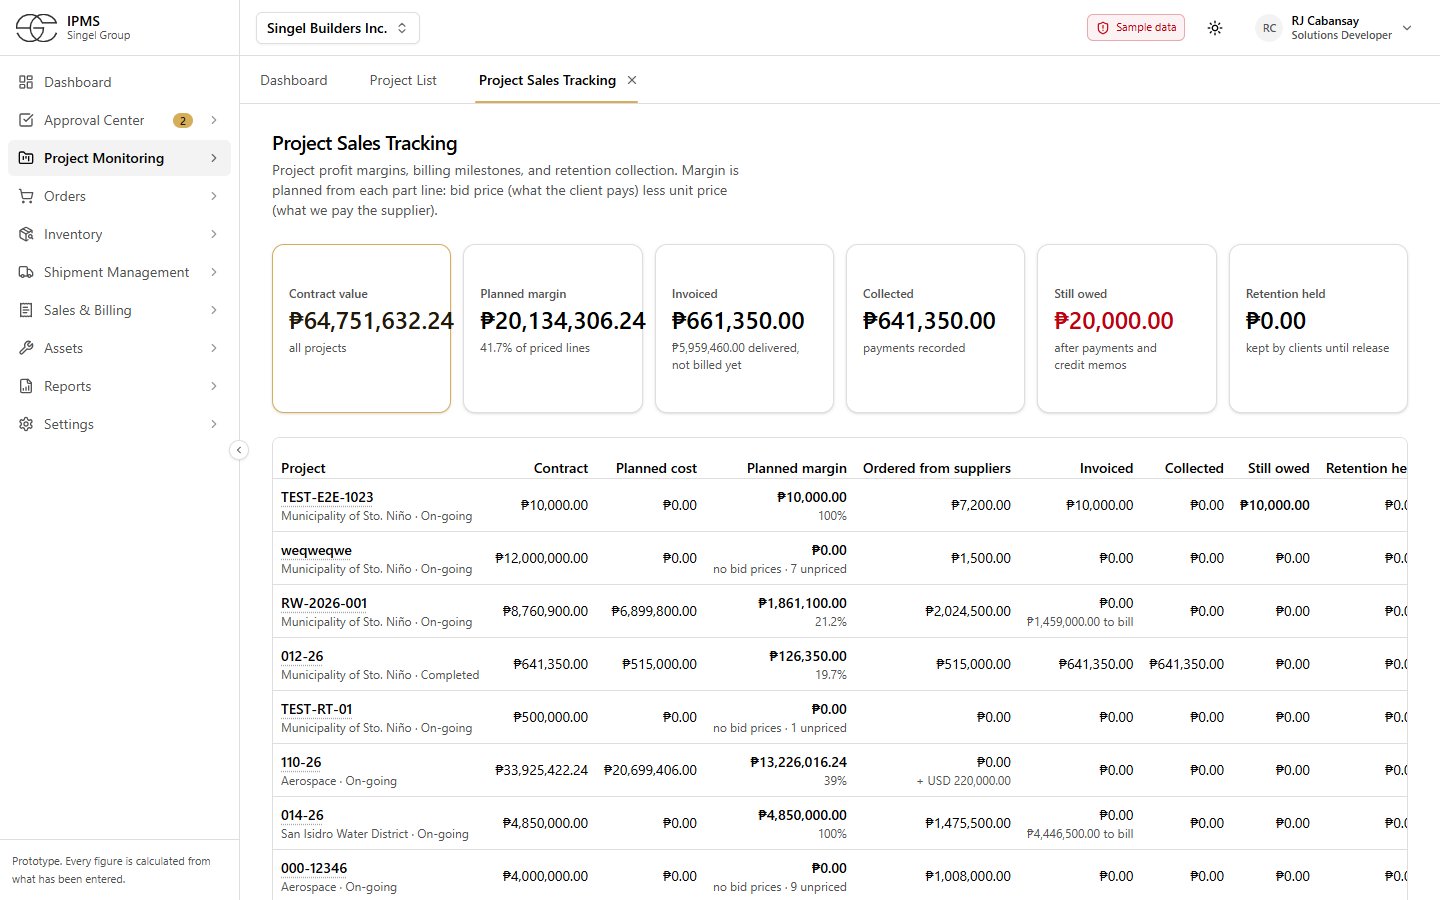 IPMS
Singel Group
Singel Builders Inc.
Sample data
RC
RJ Cabansay
Solutions Developer
Dashboard
Approval Center 2
Project Monitoring
Orders
Inventory
Shipment Management
Sales & Billing
Assets
Reports
Settings
Prototype. Every figure is calculated from
what has been entered.
Dashboard Project List Project Sales Tracking
Project Sales Tracking
Project profit margins, billing milestones, and retention collection. Margin is
planned from each part line: bid price (what the client pays) less unit price
(what we pay the supplier).
Contract value
₱64,751,632.24
all projects
Planned margin
₱20,134,306.24
41.7% of priced lines
Invoiced
₱661,350.00
₱5,959,460.00 delivered,
not billed yet
Collected
₱641,350.00
payments recorded
Still owed
₱20,000.00
after payments and
credit memos
Retention held
₱0.00
kept by clients until release
Project Contract Planned cost Planned margin Ordered from suppliers Invoiced Collected Still owed Retention he
TEST-E2E-1023 ₱10,000.00 ₱0.00 ₱10,000.00 ₱7,200.00 ₱10,000.00 ₱0.00 ₱10,000.00 ₱0.0
Municipality of Sto. Niño · On-going 100%
weqweqwe ₱12,000,000.00 ₱0.00 ₱0.00 ₱1,500.00 ₱0.00 ₱0.00 ₱0.00 ₱0.0
Municipality of Sto. Niño · On-going no bid prices · 7 unpriced
RW-2026-001 ₱8,760,900.00 ₱6,899,800.00 ₱1,861,100.00 ₱2,024,500.00 ₱0.00 ₱0.00 ₱0.00 ₱0.0
Municipality of Sto. Niño · On-going 21.2% ₱1,459,000.00 to bill
012-26 ₱641,350.00 ₱515,000.00 ₱126,350.00 ₱515,000.00 ₱641,350.00 ₱641,350.00 ₱0.00 ₱0.0
Municipality of Sto. Niño · Completed 19.7%
TEST-RT-01 ₱500,000.00 ₱0.00 ₱0.00 ₱0.00 ₱0.00 ₱0.00 ₱0.00 ₱0.0
Municipality of Sto. Niño · On-going no bid prices · 1 unpriced
110-26 ₱33,925,422.24 ₱20,699,406.00 ₱13,226,016.24 ₱0.00 ₱0.00 ₱0.00 ₱0.00 ₱0.0
Aerospace · On-going 39% + USD 220,000.00
014-26 ₱4,850,000.00 ₱0.00 ₱4,850,000.00 ₱1,475,500.00 ₱0.00 ₱0.00 ₱0.00 ₱0.0
San Isidro Water District · On-going 100% ₱4,446,500.00 to bill
000-12346 ₱4,000,000.00 ₱0.00 ₱0.00 ₱1,008,000.00 ₱0.00 ₱0.00 ₱0.00 ₱0.0
Aerospace · On-going no bid prices · 9 unpriced